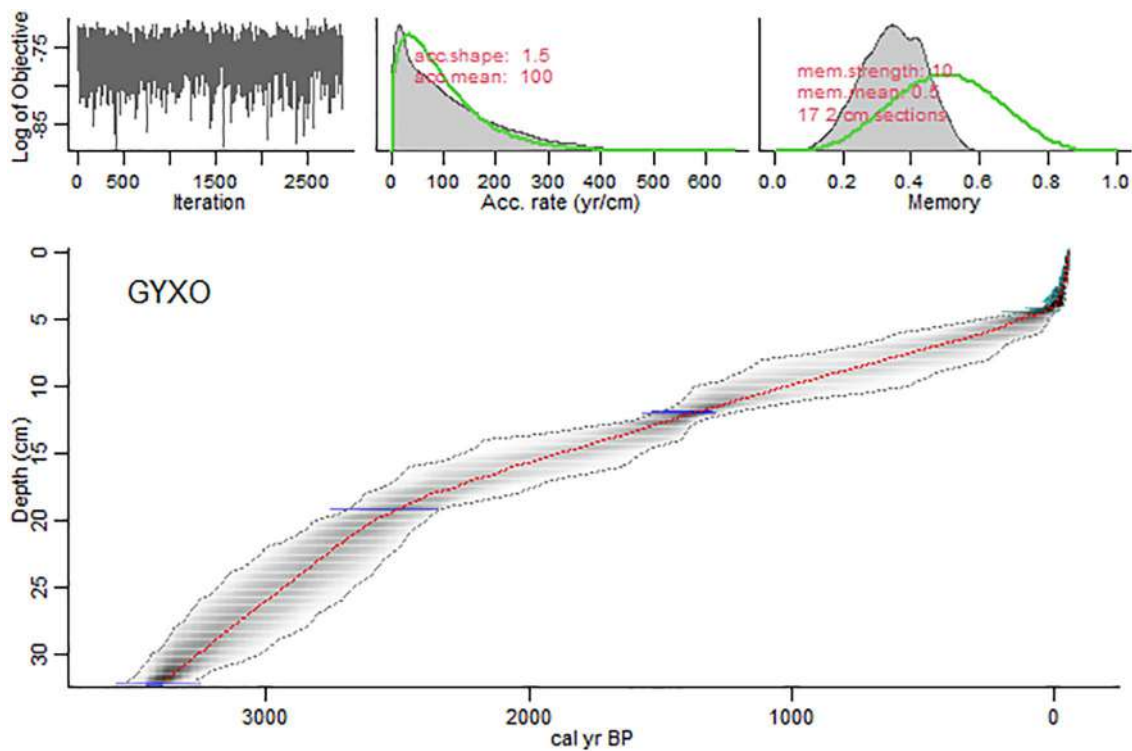 Log of Objective
-75
-85
0 500 1500 2500
Iteration
acc.shape: 1.5
acc.mean: 100
0 100 200 300 400 500 600
Acc. rate (yr/cm)
mem.strength: 10
mem.mean: 0.5
17 2 cm sections
0.0 0.2 0.4 0.6 0.8 1.0
Memory
GYXO
Depth (cm)
0
5
10
15
20
25
30
3000 2000 1000 0
cal yr BP